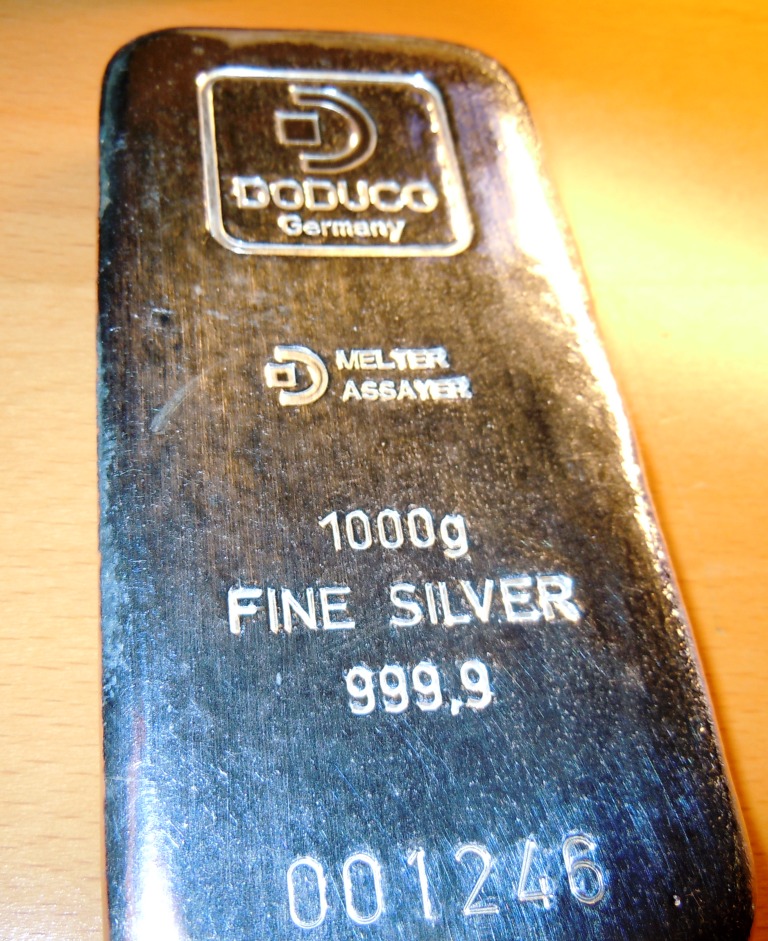 DODUCO
Germany
MELTER
ASSAYER
1000g
FINE SILVER
999,9
001246